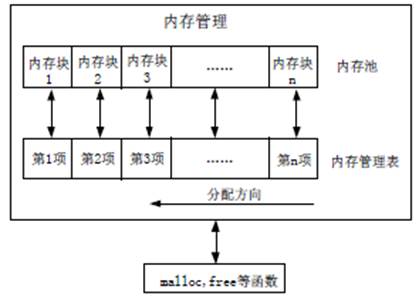 内存管理
内存块1 内存块2 内存块3 …… 内存块n 内存池
第1项 第2项 第3项 …… 第n项 内存管理表
分配方向
malloc,free等函数